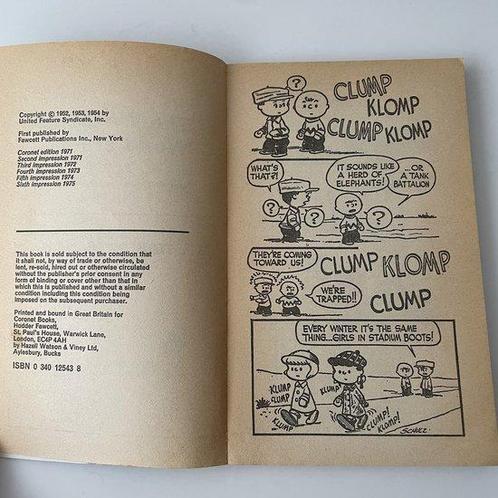 Copyright © 1952, 1953, 1954 by
United Feature Syndicate, Inc.
First published by
Fawcett Publications Inc., New York
Coronet edition 1971
Second impression 1971
Third impression 1972
Fourth impression 1973
Fifth impression 1974
Sixth impression 1975
This book is sold subject to the condition that
it shall not, by way of trade or otherwise, be
lent, re-sold, hired out or otherwise circulated
without the publisher's prior consent in any
form of binding or cover other than that in
which this is published and without a similar
condition including this condition being
imposed on the subsequent purchaser.
Printed and bound in Great Britain for
Coronet Books,
Hodder Fawcett,
St. Paul's House, Warwick Lane,
London, EC4P 4AH
by Hazell Watson & Viney Ltd,
Aylesbury, Bucks
ISBN 0 340 12543 8
?
?
CLUMP
KLOMP
CLUMP KLOMP
WHAT'S
THAT?!
?
IT SOUNDS LIKE
A HERD OF
ELEPHANTS!
?
...OR
A TANK
BATTALION
THEY'RE COMING
TOWARD US!
WE'RE
TRAPPED!!
CLUMP KLOMP
CLUMP
EVERY WINTER IT'S THE SAME
THING...GIRLS IN STADIUM BOOTS!
KLUMP
KLUMP
KLUMP
CLUMP!
KLOMP!
SCHULZ